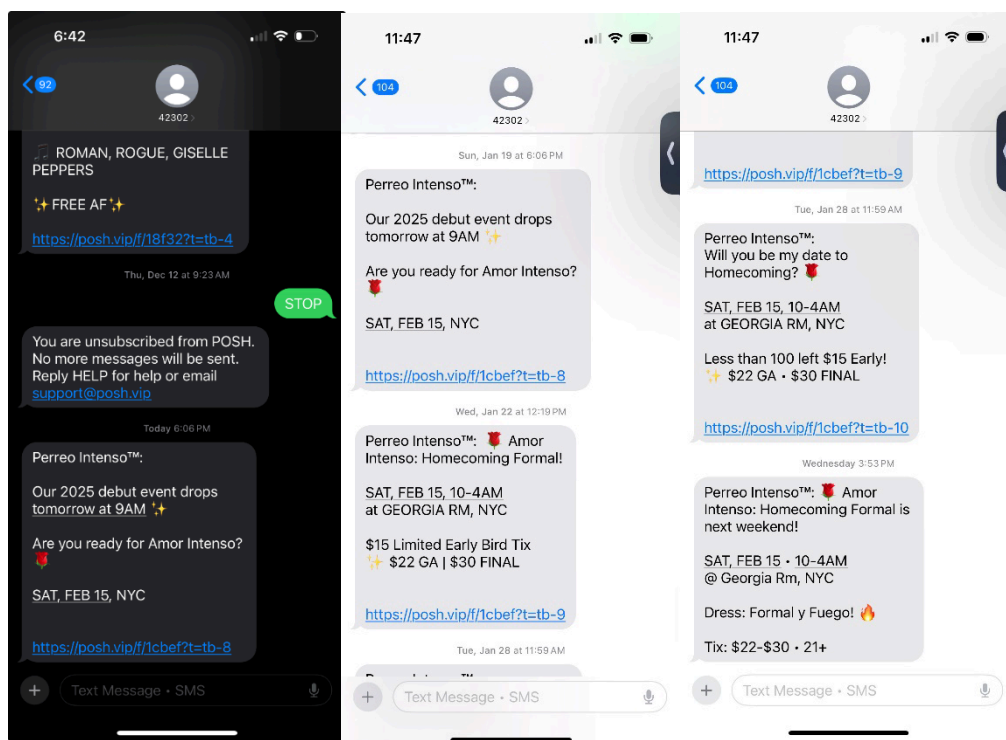 6:42
92
42302
🎵 ROMAN, ROGUE, GISELLE
PEPPERS
✨FREE AF✨
https://posh.vip/f/18f32?t=tb-4
Thu, Dec 12 at 9:23 AM
STOP
You are unsubscribed from POSH.
No more messages will be sent.
Reply HELP for help or email
support@posh.vip
Today 6:06 PM
Perreo Intenso™:
Our 2025 debut event drops
tomorrow at 9AM ✨
Are you ready for Amor Intenso?
🌹
SAT, FEB 15, NYC
https://posh.vip/f/1cbef?t=tb-8
Text Message • SMS
11:47
104
42302
Sun, Jan 19 at 6:06 PM
Perreo Intenso™:
Our 2025 debut event drops
tomorrow at 9AM ✨
Are you ready for Amor Intenso?
🌹
SAT, FEB 15, NYC
https://posh.vip/f/1cbef?t=tb-8
Wed, Jan 22 at 12:19 PM
Perreo Intenso™: 🌹 Amor
Intenso: Homecoming Formal!
SAT, FEB 15, 10-4AM
at GEORGIA RM, NYC
$15 Limited Early Bird Tix
✨ $22 GA | $30 FINAL
https://posh.vip/f/1cbef?t=tb-9
Tue, Jan 28 at 11:59 AM
Text Message • SMS
11:47
104
42302
https://posh.vip/f/1cbef?t=tb-9
Tue, Jan 28 at 11:59 AM
Perreo Intenso™:
Will you be my date to
Homecoming? 🌹
SAT, FEB 15, 10-4AM
at GEORGIA RM, NYC
Less than 100 left $15 Early!
✨ $22 GA • $30 FINAL
https://posh.vip/f/1cbef?t=tb-10
Wednesday 3:53 PM
Perreo Intenso™: 🌹 Amor
Intenso: Homecoming Formal is
next weekend!
SAT, FEB 15 • 10-4AM
@ Georgia Rm, NYC
Dress: Formal y Fuego! 🔥
Tix: $22-$30 • 21+
Text Message • SMS